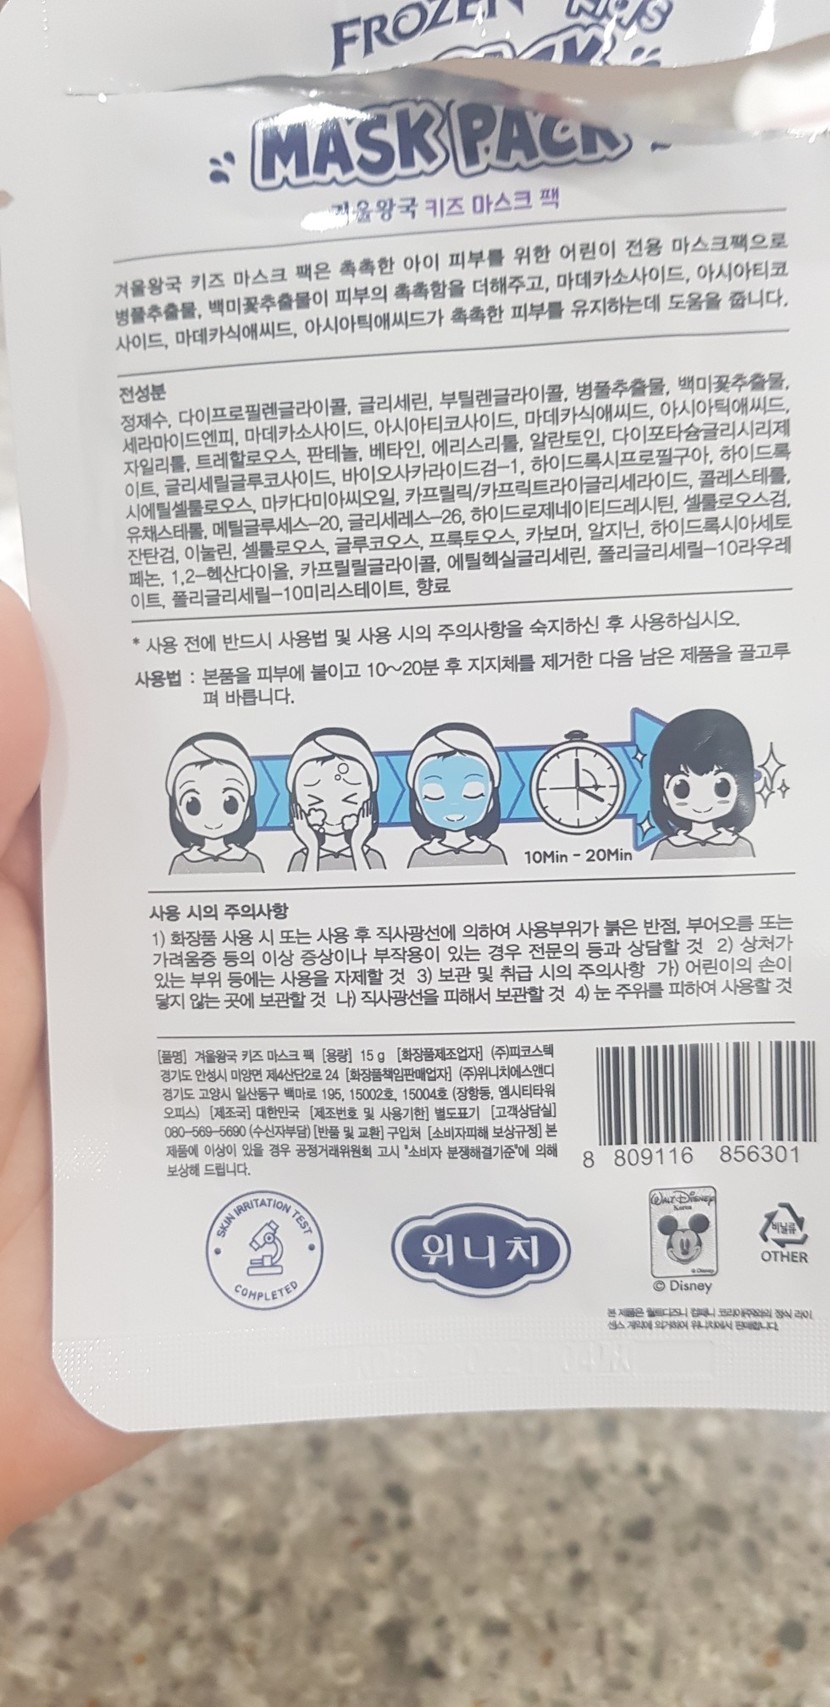 FROZEN KIDS
MASK PACK
겨울왕국 키즈 마스크 팩
겨울왕국 키즈 마스크 팩은 촉촉한 아이 피부를 위한 어린이 전용 마스크팩으로
병풀추출물, 백미꽃추출물이 피부의 촉촉함을 더해주고, 마데카소사이드, 아시아티코
사이드, 마데카식애씨드, 아시아틱애씨드가 촉촉한 피부를 유지하는데 도움을 줍니다.
전성분
정제수, 다이프로필렌글라이콜, 글리세린, 부틸렌글라이콜, 병풀추출물, 백미꽃추출물,
세라마이드엔피, 마데카소사이드, 아시아티코사이드, 마데카식애씨드, 아시아틱애씨드,
자일리톨, 트레할로오스, 판테놀, 베타인, 에리스리톨, 알란토인, 다이포타슘글리시리제
이트, 글리세릴글루코사이드, 바이오사카라이드검-1, 하이드록시프로필구아, 하이드록
시에틸셀룰로오스, 마카다미아씨오일, 카프릴릭/카프릭트라이글리세라이드, 콜레스테롤,
유채스테롤, 메틸글루세스-20, 글리세레스-26, 하이드로제네이티드레시틴, 셀룰로오스검,
잔탄검, 이눌린, 셀룰로오스, 글루코오스, 프룩토오스, 카보머, 알지닌, 하이드록시아세토
페논, 1,2-헥산다이올, 카프릴릴글라이콜, 에틸헥실글리세린, 폴리글리세릴-10라우레
이트, 폴리글리세릴-10미리스테이트, 향료
* 사용 전에 반드시 사용법 및 사용 시의 주의사항을 숙지하신 후 사용하십시오.
사용법 : 본품을 피부에 붙이고 10~20분 후 지지체를 제거한 다음 남은 제품을 골고루
펴 바릅니다.
10Min - 20Min
사용 시의 주의사항
1) 화장품 사용 시 또는 사용 후 직사광선에 의하여 사용부위가 붉은 반점, 부어오름 또는
가려움증 등의 이상 증상이나 부작용이 있는 경우 전문의 등과 상담할 것 2) 상처가
있는 부위 등에는 사용을 자제할 것 3) 보관 및 취급 시의 주의사항 가) 어린이의 손이
닿지 않는 곳에 보관할 것 나) 직사광선을 피해서 보관할 것 4) 눈 주위를 피하여 사용할 것
[품명] 겨울왕국 키즈 마스크 팩 [용량] 15 g [화장품제조업자] (주)피코스텍
경기도 안성시 미양면 제4산단2로 24 [화장품책임판매업자] (주)위니치에스앤디
경기도 고양시 일산동구 백마로 195, 15002호, 15004호 (장항동, 엠시티타워
오피스) [제조국] 대한민국 [제조번호 및 사용기한] 별도표기 [고객상담실]
080-569-5690 (수신자부담) [반품 및 교환] 구입처 [소비자피해 보상규정] 본
제품에 이상이 있을 경우 공정거래위원회 고시 "소비자 분쟁해결기준"에 의해
보상해 드립니다.
8 809116 856301
SKIN IRRITATION TEST
COMPLETED
위니치
WALT DISNEY
Korea
© Disney
© Disney
비닐류
OTHER
본 제품은 월트디즈니 컴퍼니 코리아(주)와의 정식 라이
센스 계약에 의거하여 위니치에서 판매합니다.